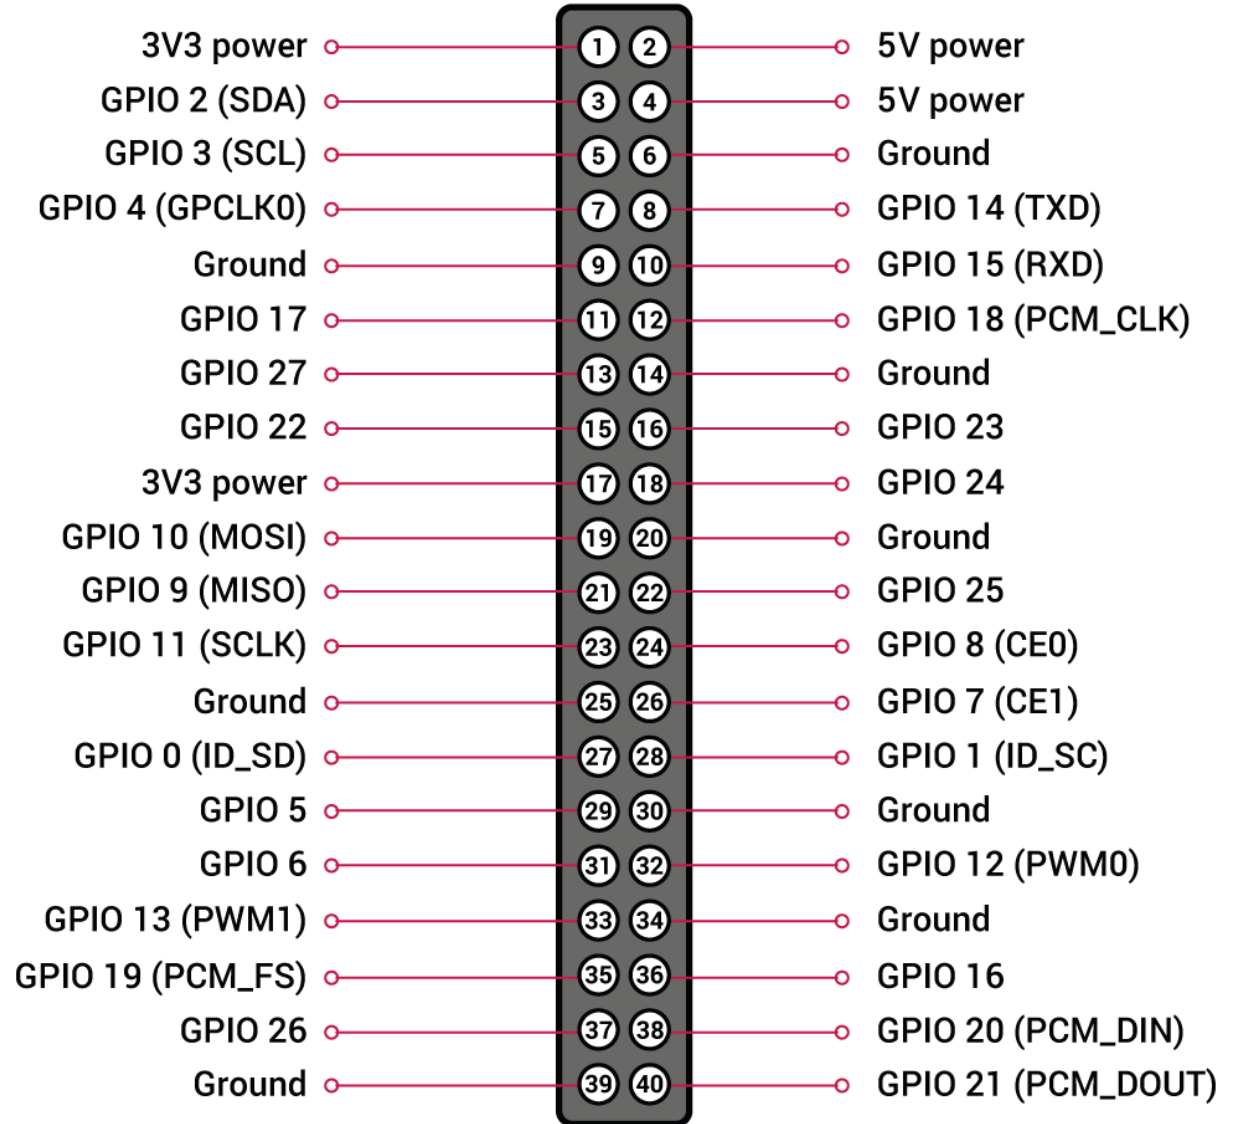 3V3 power 1 2 5V power
GPIO 2 (SDA) 3 4 5V power
GPIO 3 (SCL) 5 6 Ground
GPIO 4 (GPCLK0) 7 8 GPIO 14 (TXD)
Ground 9 10 GPIO 15 (RXD)
GPIO 17 11 12 GPIO 18 (PCM_CLK)
GPIO 27 13 14 Ground
GPIO 22 15 16 GPIO 23
3V3 power 17 18 GPIO 24
GPIO 10 (MOSI) 19 20 Ground
GPIO 9 (MISO) 21 22 GPIO 25
GPIO 11 (SCLK) 23 24 GPIO 8 (CE0)
Ground 25 26 GPIO 7 (CE1)
GPIO 0 (ID_SD) 27 28 GPIO 1 (ID_SC)
GPIO 5 29 30 Ground
GPIO 6 31 32 GPIO 12 (PWM0)
GPIO 13 (PWM1) 33 34 Ground
GPIO 19 (PCM_FS) 35 36 GPIO 16
GPIO 26 37 38 GPIO 20 (PCM_DIN)
Ground 39 40 GPIO 21 (PCM_DOUT)